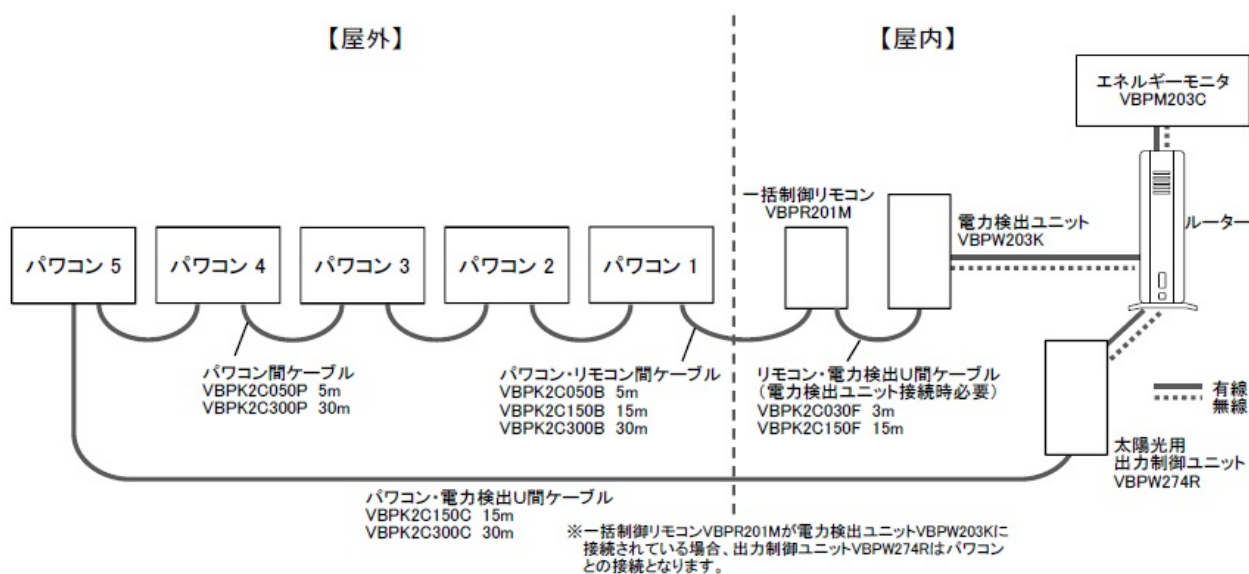 【屋外】
【屋内】
エネルギーモニタ
VBPM203C
一括制御リモコン
VBPR201M
電力検出ユニット
VBPW203K
ルーター
パワコン 5
パワコン 4
パワコン 3
パワコン 2
パワコン 1
パワコン間ケーブル
VBPK2C050P 5m
VBPK2C300P 30m
パワコン・リモコン間ケーブル
VBPK2C050B 5m
VBPK2C150B 15m
VBPK2C300B 30m
リモコン・電力検出U間ケーブル
(電力検出ユニット接続時必要)
VBPK2C030F 3m
VBPK2C150F 15m
有線
無線
太陽光用
出力制御ユニット
VBPW274R
パワコン・電力検出U間ケーブル
VBPK2C150C 15m
VBPK2C300C 30m
※一括制御リモコンVBPR201Mが電力検出ユニットVBPW203Kに
接続されている場合、出力制御ユニットVBPW274Rはパワコン
との接続となります。